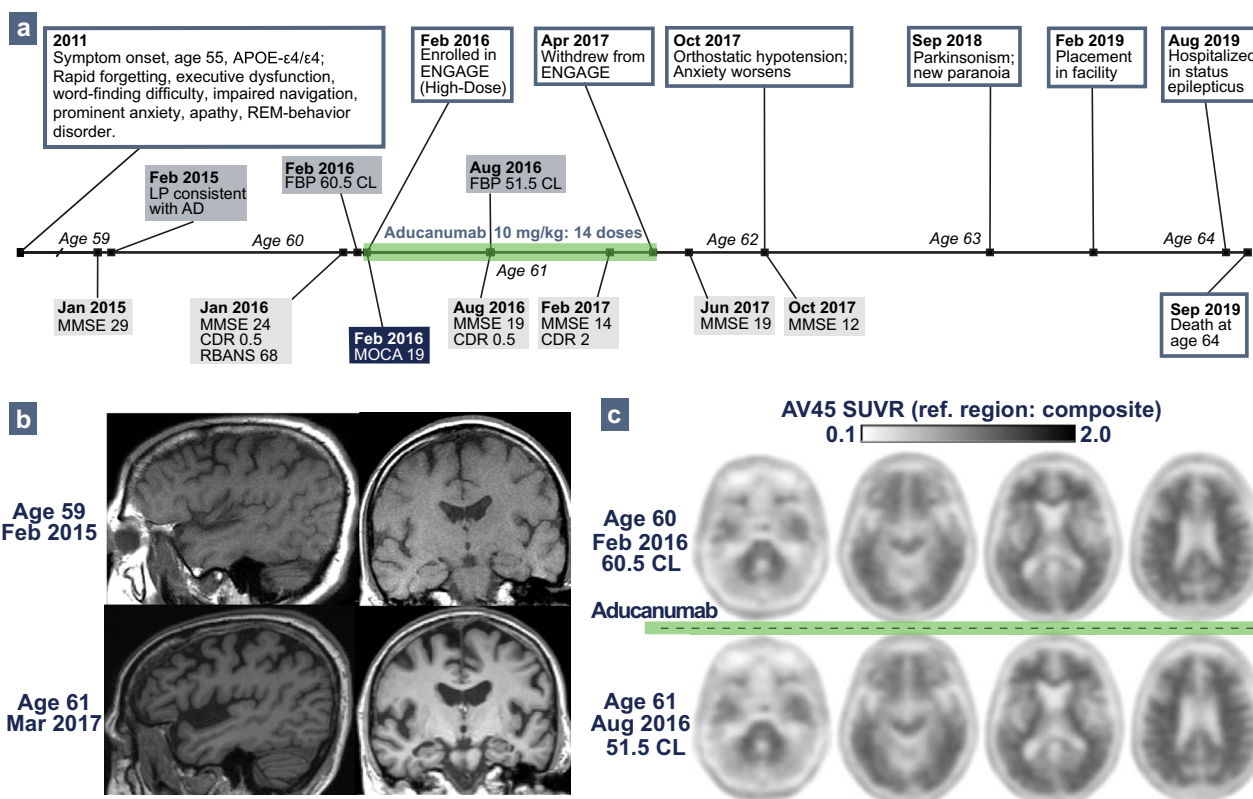 a
2011
Symptom onset, age 55, APOE-ε4/ε4;
Rapid forgetting, executive dysfunction,
word-finding difficulty, impaired navigation,
prominent anxiety, apathy, REM-behavior
disorder.
Feb 2016
Enrolled in
ENGAGE
(High-Dose)
Apr 2017
Withdrew from
ENGAGE
Oct 2017
Orthostatic hypotension;
Anxiety worsens
Sep 2018
Parkinsonism;
new paranoia
Feb 2019
Placement
in facility
Aug 2019
Hospitalized
in status
epilepticus
Feb 2015
LP consistent
with AD
Feb 2016
FBP 60.5 CL
Aug 2016
FBP 51.5 CL
Aducanumab 10 mg/kg: 14 doses
Age 59
Age 60
Age 61
Age 62
Age 63
Age 64
Jan 2015
MMSE 29
Jan 2016
MMSE 24
CDR 0.5
RBANS 68
Feb 2016
MOCA 19
Aug 2016
MMSE 19
CDR 0.5
Feb 2017
MMSE 14
CDR 2
Jun 2017
MMSE 19
Oct 2017
MMSE 12
Sep 2019
Death at
age 64
b
Age 59
Feb 2015
Age 61
Mar 2017
c
AV45 SUVR (ref. region: composite)
0.1 2.0
Age 60
Feb 2016
60.5 CL
Aducanumab
Age 61
Aug 2016
51.5 CL